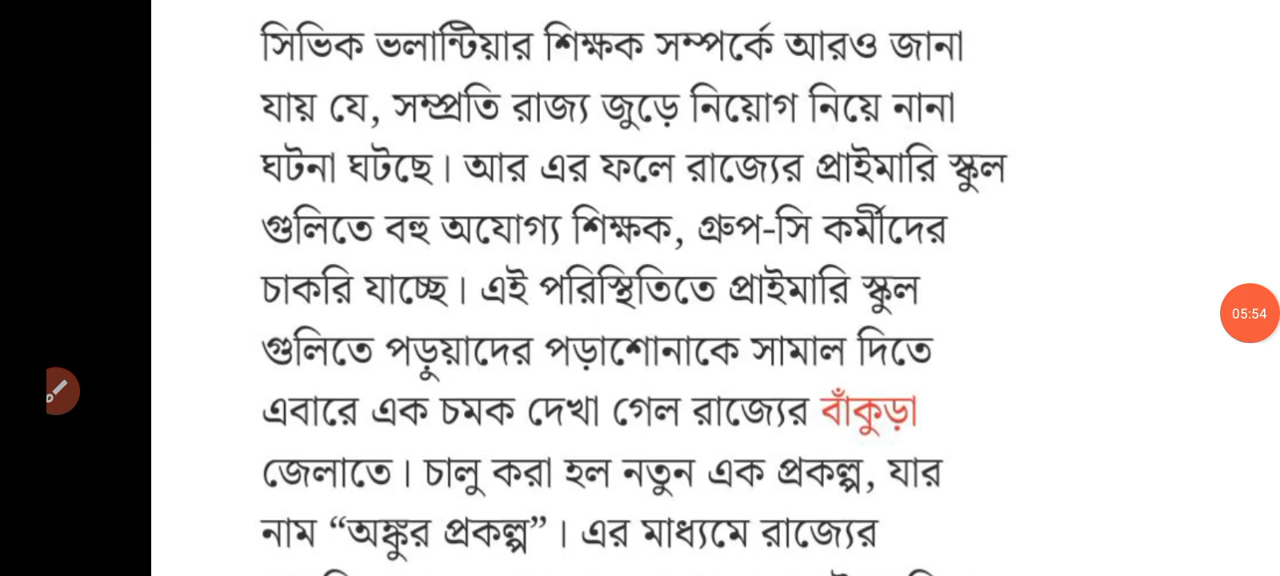 সিভিক ভলান্টিয়ার শিক্ষক সম্পর্কে আরও জানা
যায় যে, সম্প্রতি রাজ্য জুড়ে নিয়োগ নিয়ে নানা
ঘটনা ঘটছে। আর এর ফলে রাজ্যের প্রাইমারি স্কুল
গুলিতে বহু অযোগ্য শিক্ষক, গ্রুপ-সি কর্মীদের
চাকরি যাচ্ছে। এই পরিস্থিতিতে প্রাইমারি স্কুল
গুলিতে পড়ুয়াদের পড়াশোনাকে সামাল দিতে
এবারে এক চমক দেখা গেল রাজ্যের বাঁকুড়া
জেলাতে। চালু করা হল নতুন এক প্রকল্প, যার
নাম “অঙ্কুর প্রকল্প”। এর মাধ্যমে রাজ্যের
05:54